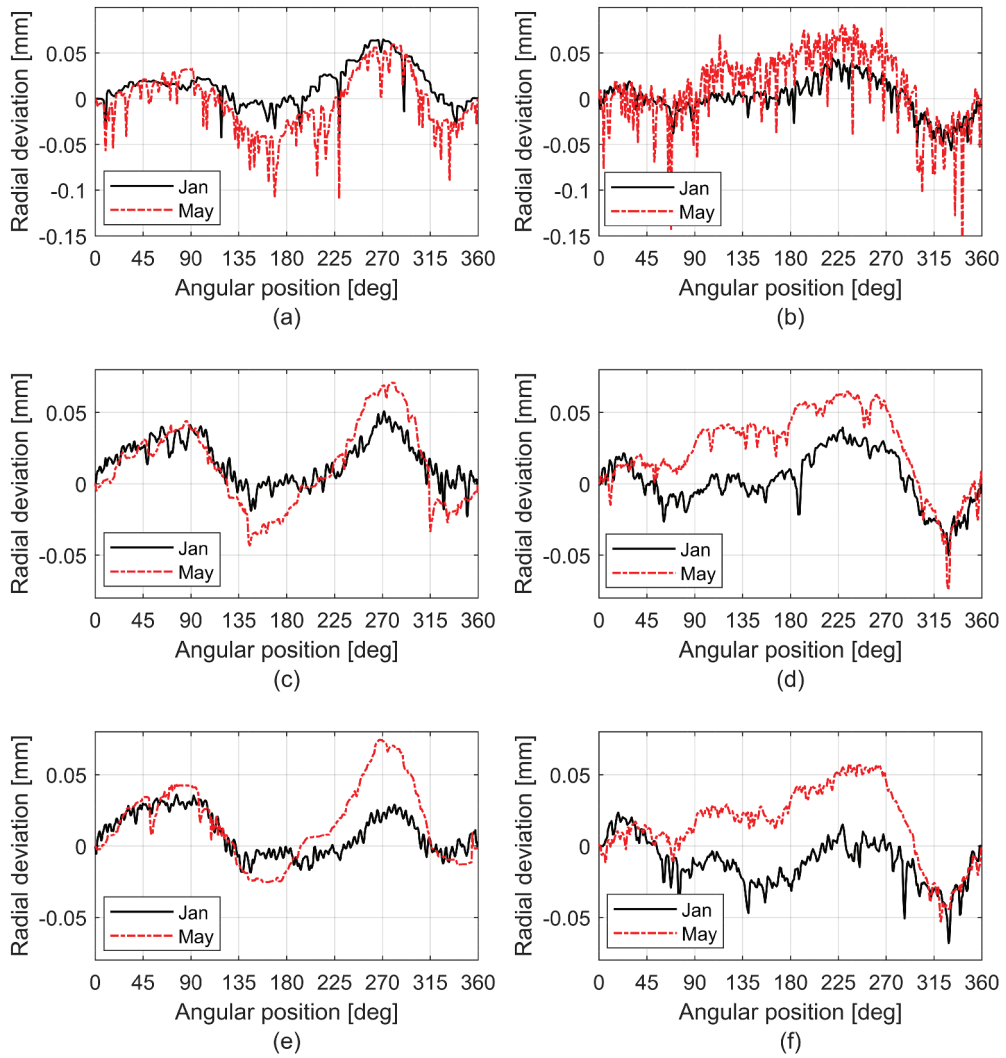 Radial deviation [mm]
0.05
0
-0.05
-0.1
-0.15
Jan
May
0 45 90 135 180 225 270 315 360
Angular position [deg]
(a)
Radial deviation [mm]
0.05
0
-0.05
-0.1
-0.15
Jan
May
0 45 90 135 180 225 270 315 360
Angular position [deg]
(b)
Radial deviation [mm]
0.05
0
-0.05
Jan
May
0 45 90 135 180 225 270 315 360
Angular position [deg]
(c)
Radial deviation [mm]
0.05
0
-0.05
Jan
May
0 45 90 135 180 225 270 315 360
Angular position [deg]
(d)
Radial deviation [mm]
0.05
0
-0.05
Jan
May
0 45 90 135 180 225 270 315 360
Angular position [deg]
(e)
Radial deviation [mm]
0.05
0
-0.05
Jan
May
0 45 90 135 180 225 270 315 360
Angular position [deg]
(f)